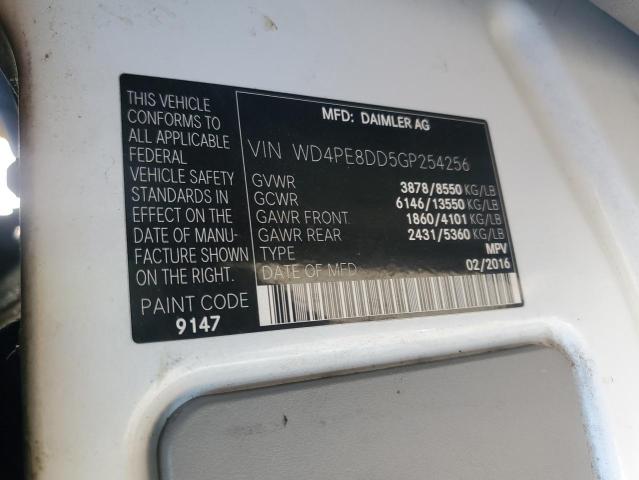 THIS VEHICLE
CONFORMS TO
ALL APPLICABLE
FEDERAL
VEHICLE SAFETY
STANDARDS IN
EFFECT ON THE
DATE OF MANU-
FACTURE SHOWN
ON THE RIGHT.
PAINT CODE
9147
MFD: DAIMLER AG
VIN WD4PE8DD5GP254256
GVWR 3878/8550 KG/LB
GCWR 6146/13550 KG/LB
GAWR FRONT. 1860/4101 KG/LB
GAWR REAR 2431/5360 KG/LB
TYPE MPV
DATE OF MFD 02/2016